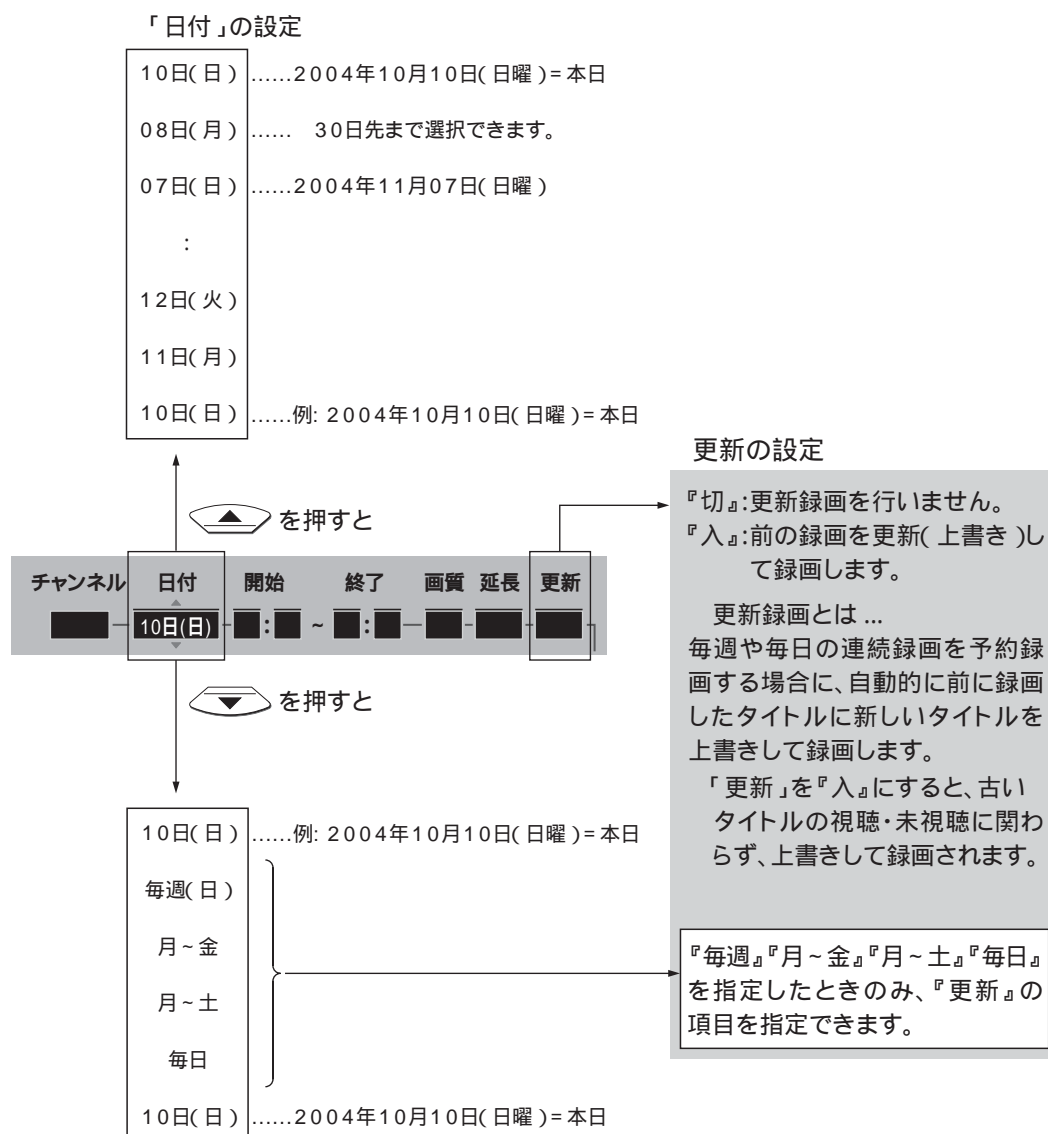 「日付」の設定
10日(日)……2004年10月10日(日曜)=本日
08日(月)…… 30日先まで選択できます。
07日(日)……2004年11月07日(日曜)
:
12日(火)
11日(月)
10日(日)……例: 2004年10月10日(日曜)=本日
を押すと
チャンネル 日付 開始 終了 画質 延長 更新
10日(日) : ~ :
を押すと
10日(日)……例: 2004年10月10日(日曜)=本日
毎週(日)
月~金
月~土
毎日
10日(日)……2004年10月10日(日曜)=本日
更新の設定
『切』:更新録画を行いません。
『入』:前の録画を更新(上書き)し
て録画します。
更新録画とは...
毎週や毎日の連続録画を予約録
画する場合に、自動的に前に録画
したタイトルに新しいタイトルを
上書きして録画します。
「更新」を『入』にすると、古い
タイトルの視聴・未視聴に関わ
らず、上書きして録画されます。
『毎週』『月~金』『月~土』『毎日』
を指定したときのみ、『更新』の
項目を指定できます。